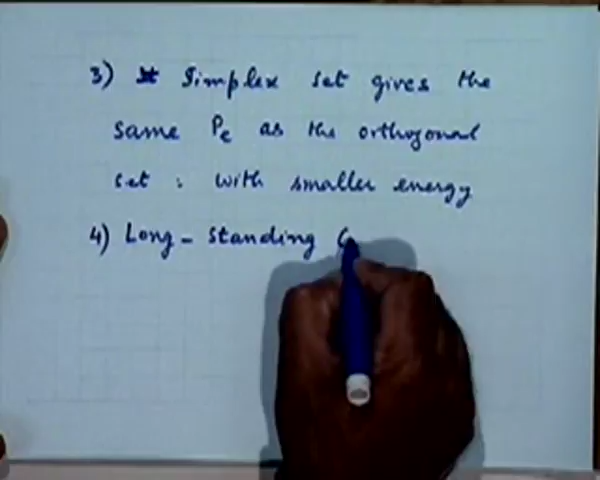 3) Simplex set gives the
same Pe as the orthogonal
set : with smaller energy
4) Long - standing C